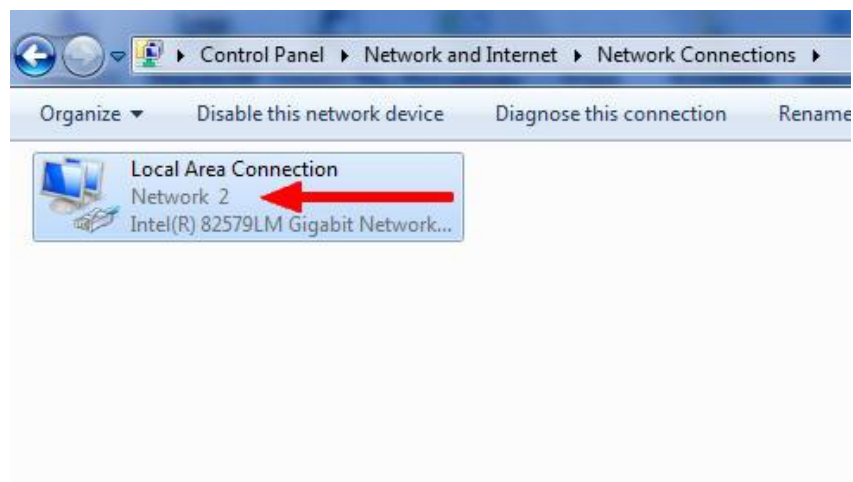 Control Panel Network and Internet Network Connections
Organize Disable this network device Diagnose this connection Rename
Local Area Connection
Network 2
Intel(R) 82579LM Gigabit Network...